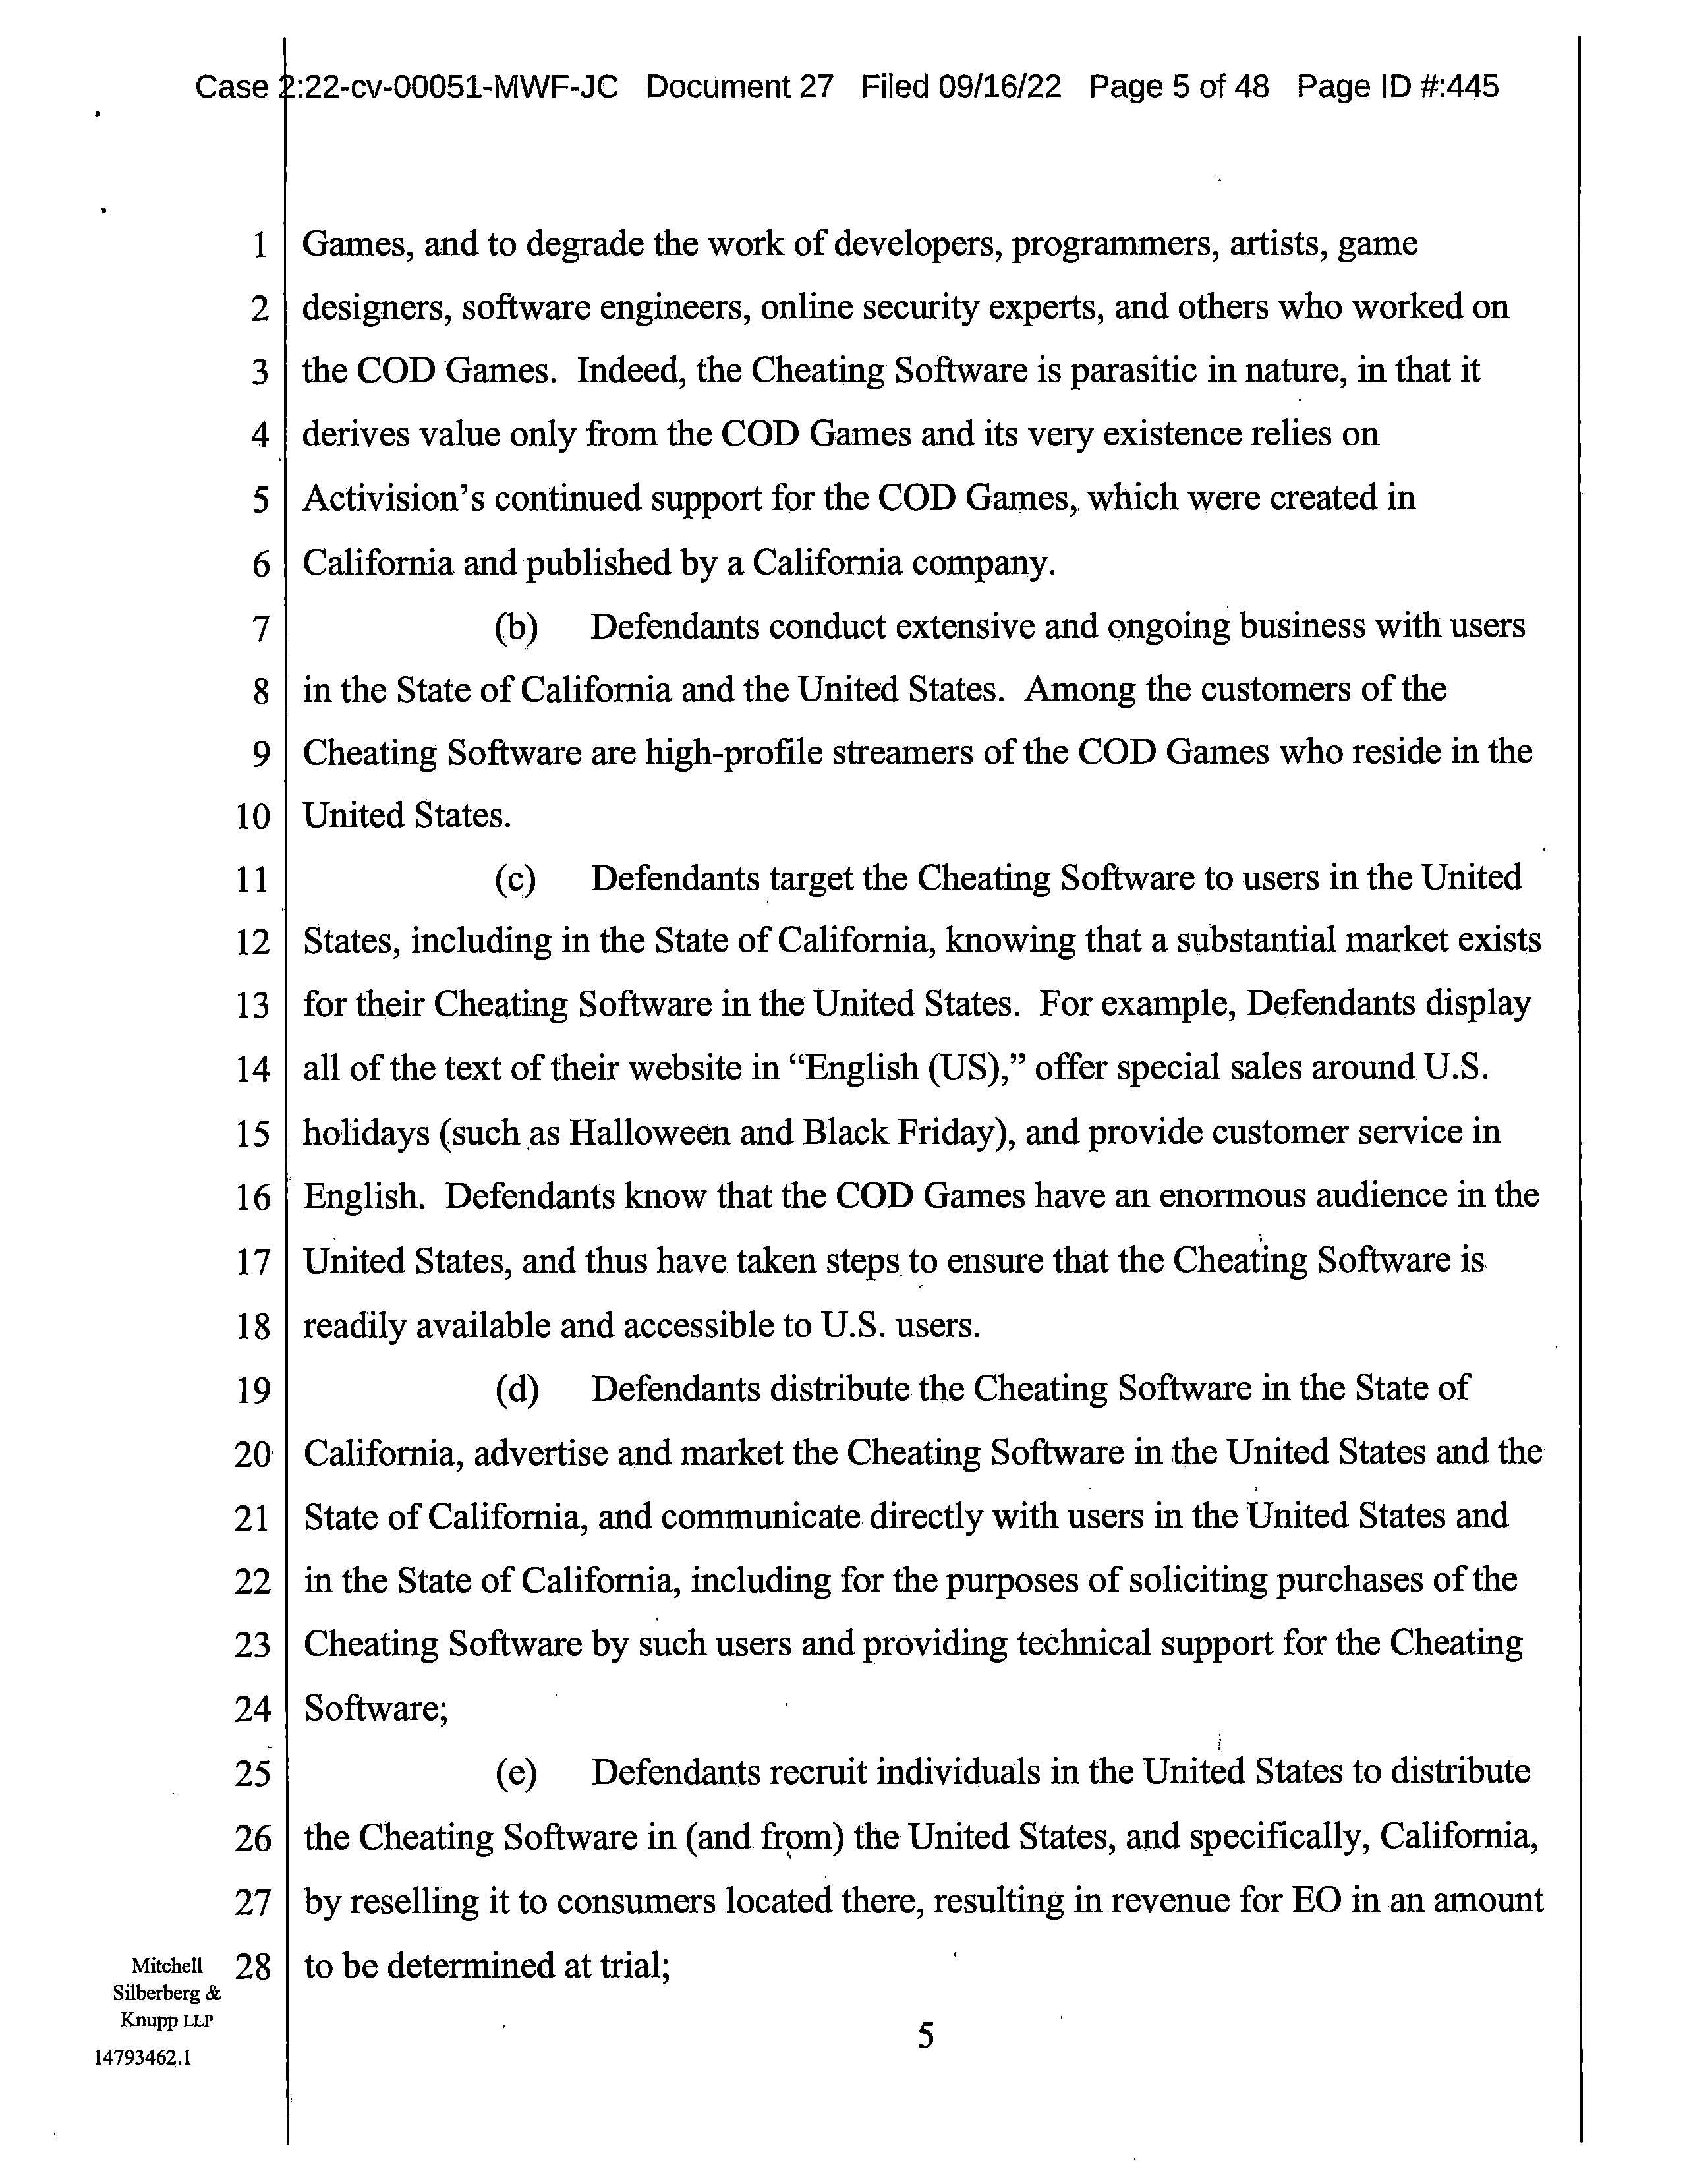 Case 2:22-cv-00051-MWF-JC Document 27 Filed 09/16/22 Page 5 of 48 Page ID #:445
1 Games, and to degrade the work of developers, programmers, artists, game
2 designers, software engineers, online security experts, and others who worked on
3 the COD Games. Indeed, the Cheating Software is parasitic in nature, in that it
4 derives value only from the COD Games and its very existence relies on
5 Activision’s continued support for the COD Games, which were created in
6 California and published by a California company.
7 (b) Defendants conduct extensive and ongoing business with users
8 in the State of California and the United States. Among the customers of the
9 Cheating Software are high-profile streamers of the COD Games who reside in the
10 United States.
11 (c) Defendants target the Cheating Software to users in the United
12 States, including in the State of California, knowing that a substantial market exists
13 for their Cheating Software in the United States. For example, Defendants display
14 all of the text of their website in “English (US),” offer special sales around U.S.
15 holidays (such as Halloween and Black Friday), and provide customer service in
16 English. Defendants know that the COD Games have an enormous audience in the
17 United States, and thus have taken steps to ensure that the Cheating Software is
18 readily available and accessible to U.S. users.
19 (d) Defendants distribute the Cheating Software in the State of
20 California, advertise and market the Cheating Software in the United States and the
21 State of California, and communicate directly with users in the United States and
22 in the State of California, including for the purposes of soliciting purchases of the
23 Cheating Software by such users and providing technical support for the Cheating
24 Software;
25 (e) Defendants recruit individuals in the United States to distribute
26 the Cheating Software in (and from) the United States, and specifically, California,
27 by reselling it to consumers located there, resulting in revenue for EO in an amount
28 to be determined at trial;
Mitchell
Silberberg &
Knupp LLP
14793462.1
5